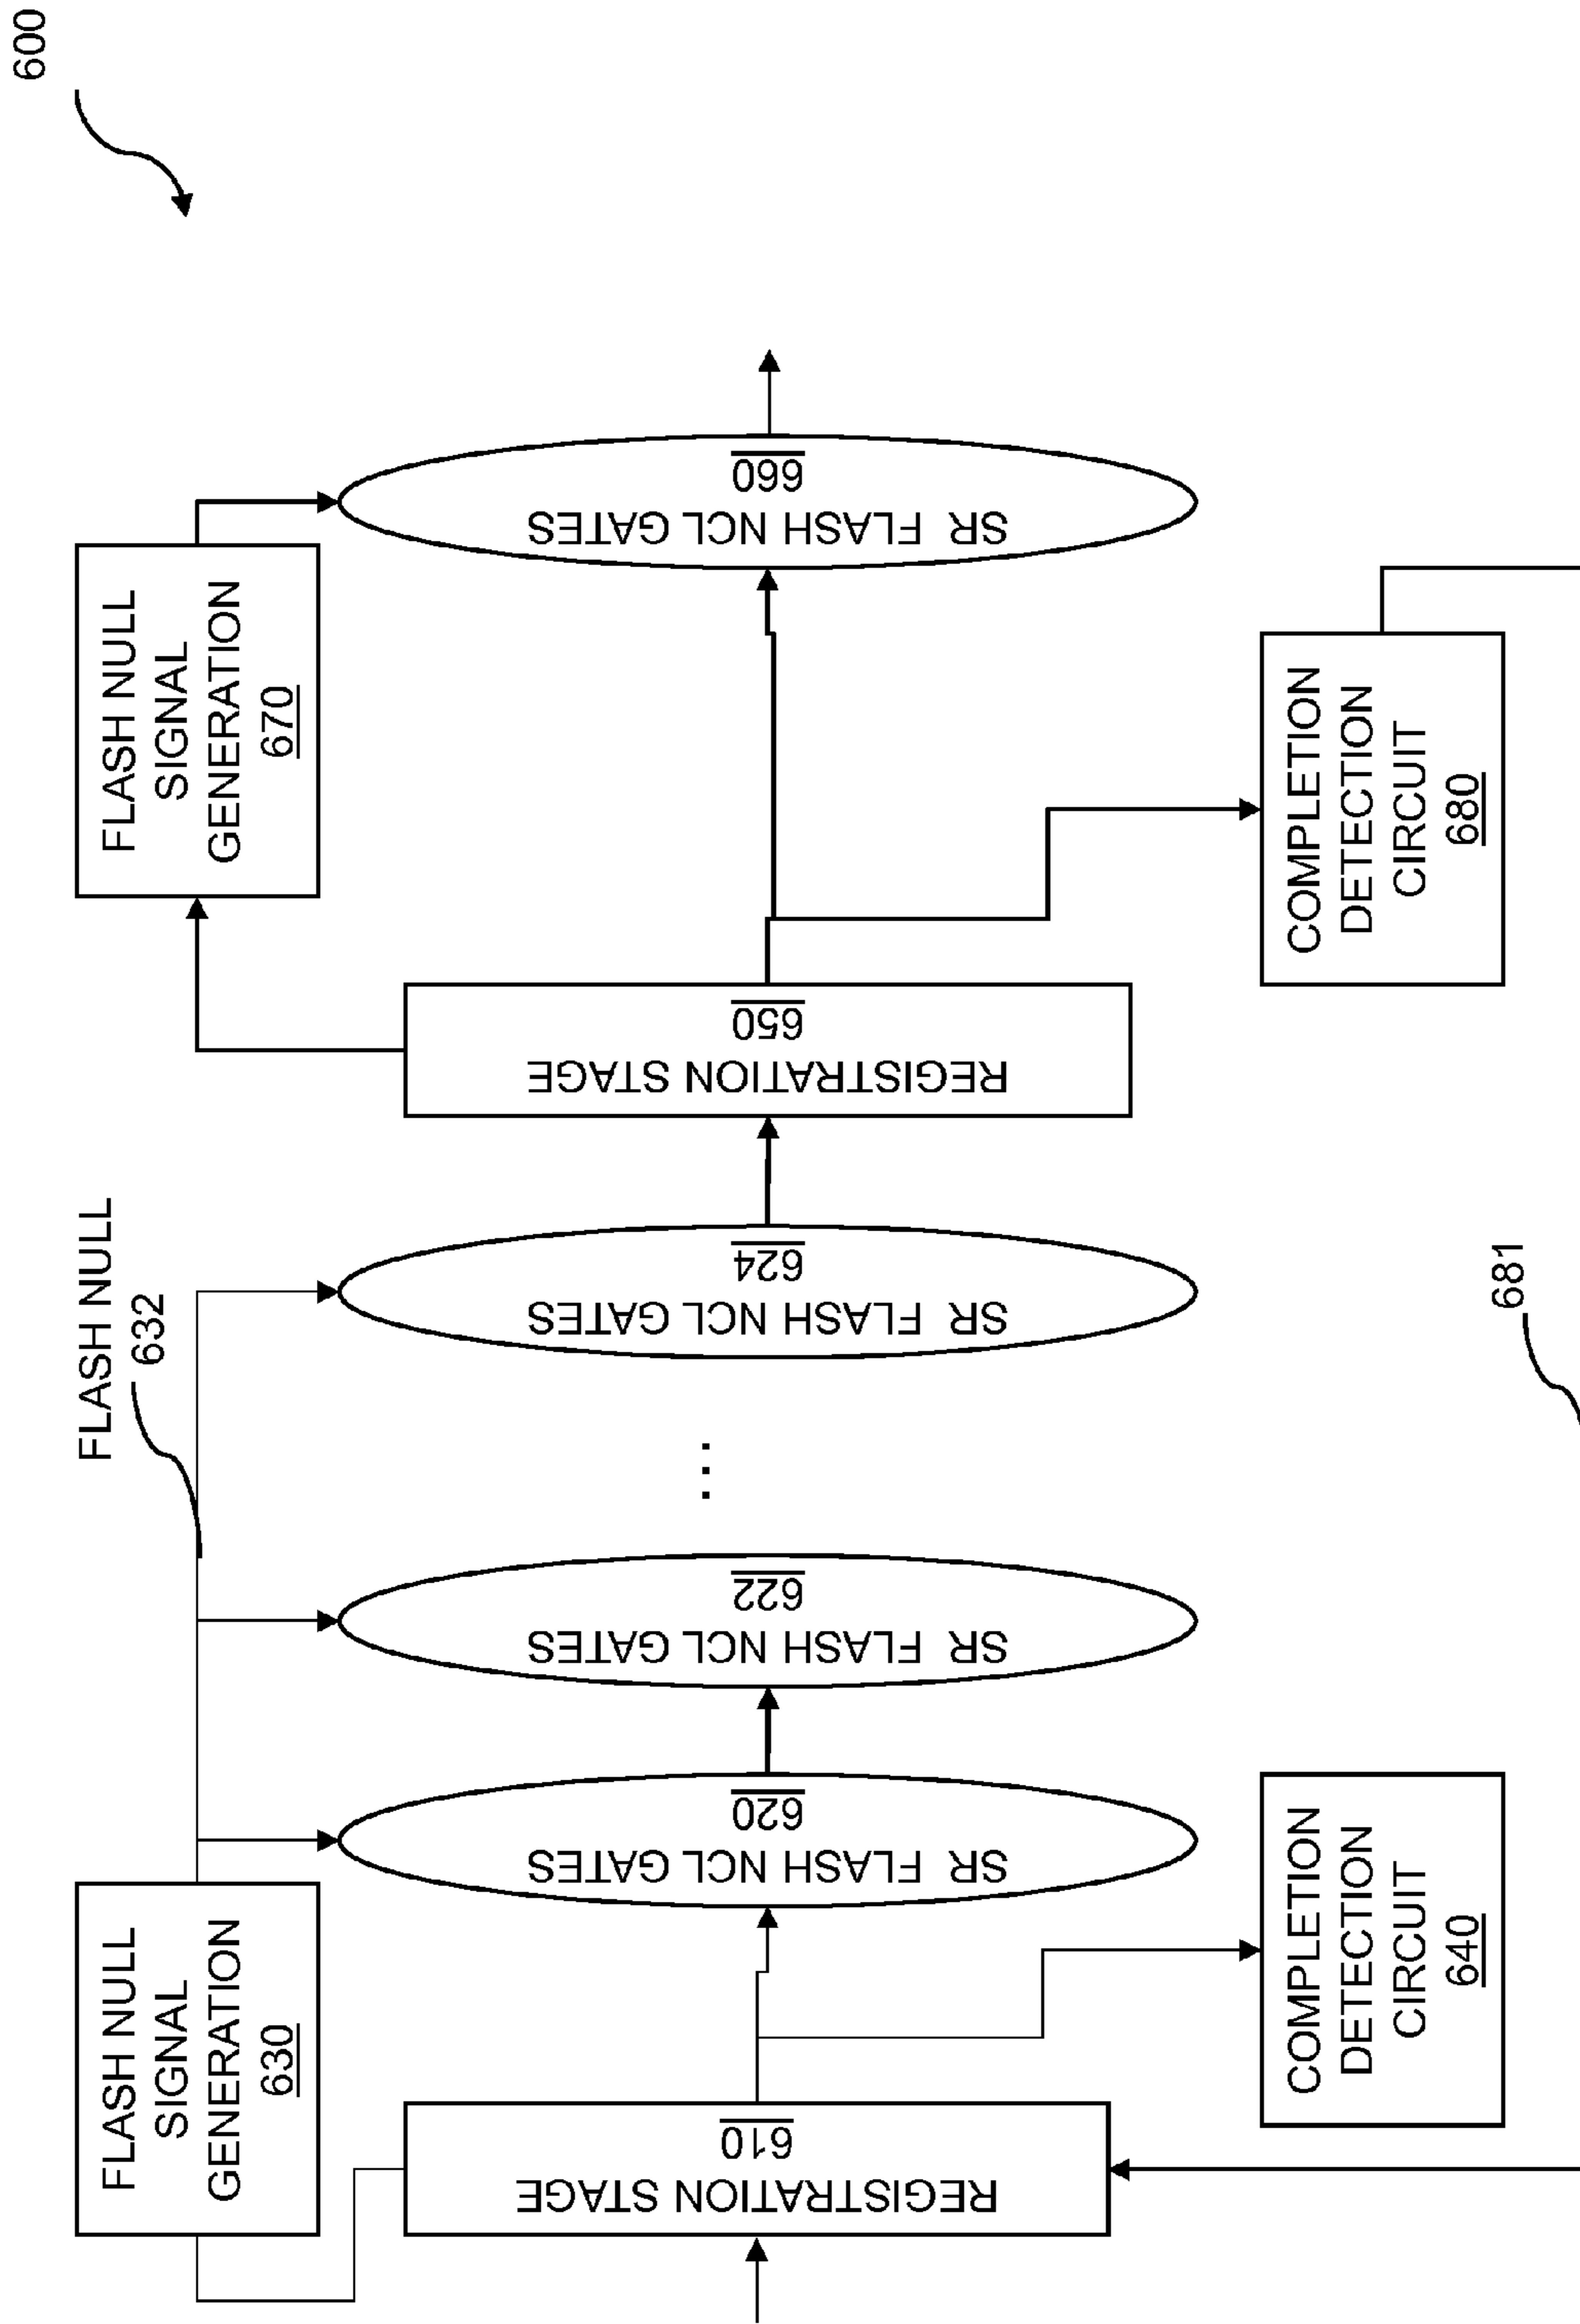 600
FLASH NULL
SIGNAL
GENERATION
630
FLASH NULL
632
FLASH NULL
SIGNAL
GENERATION
670
REGISTRATION STAGE
610
SR FLASH NCL GATES
620
SR FLASH NCL GATES
622
...
SR FLASH NCL GATES
624
REGISTRATION STAGE
650
SR FLASH NCL GATES
660
COMPLETION
DETECTION
CIRCUIT
640
681
COMPLETION
DETECTION
CIRCUIT
680